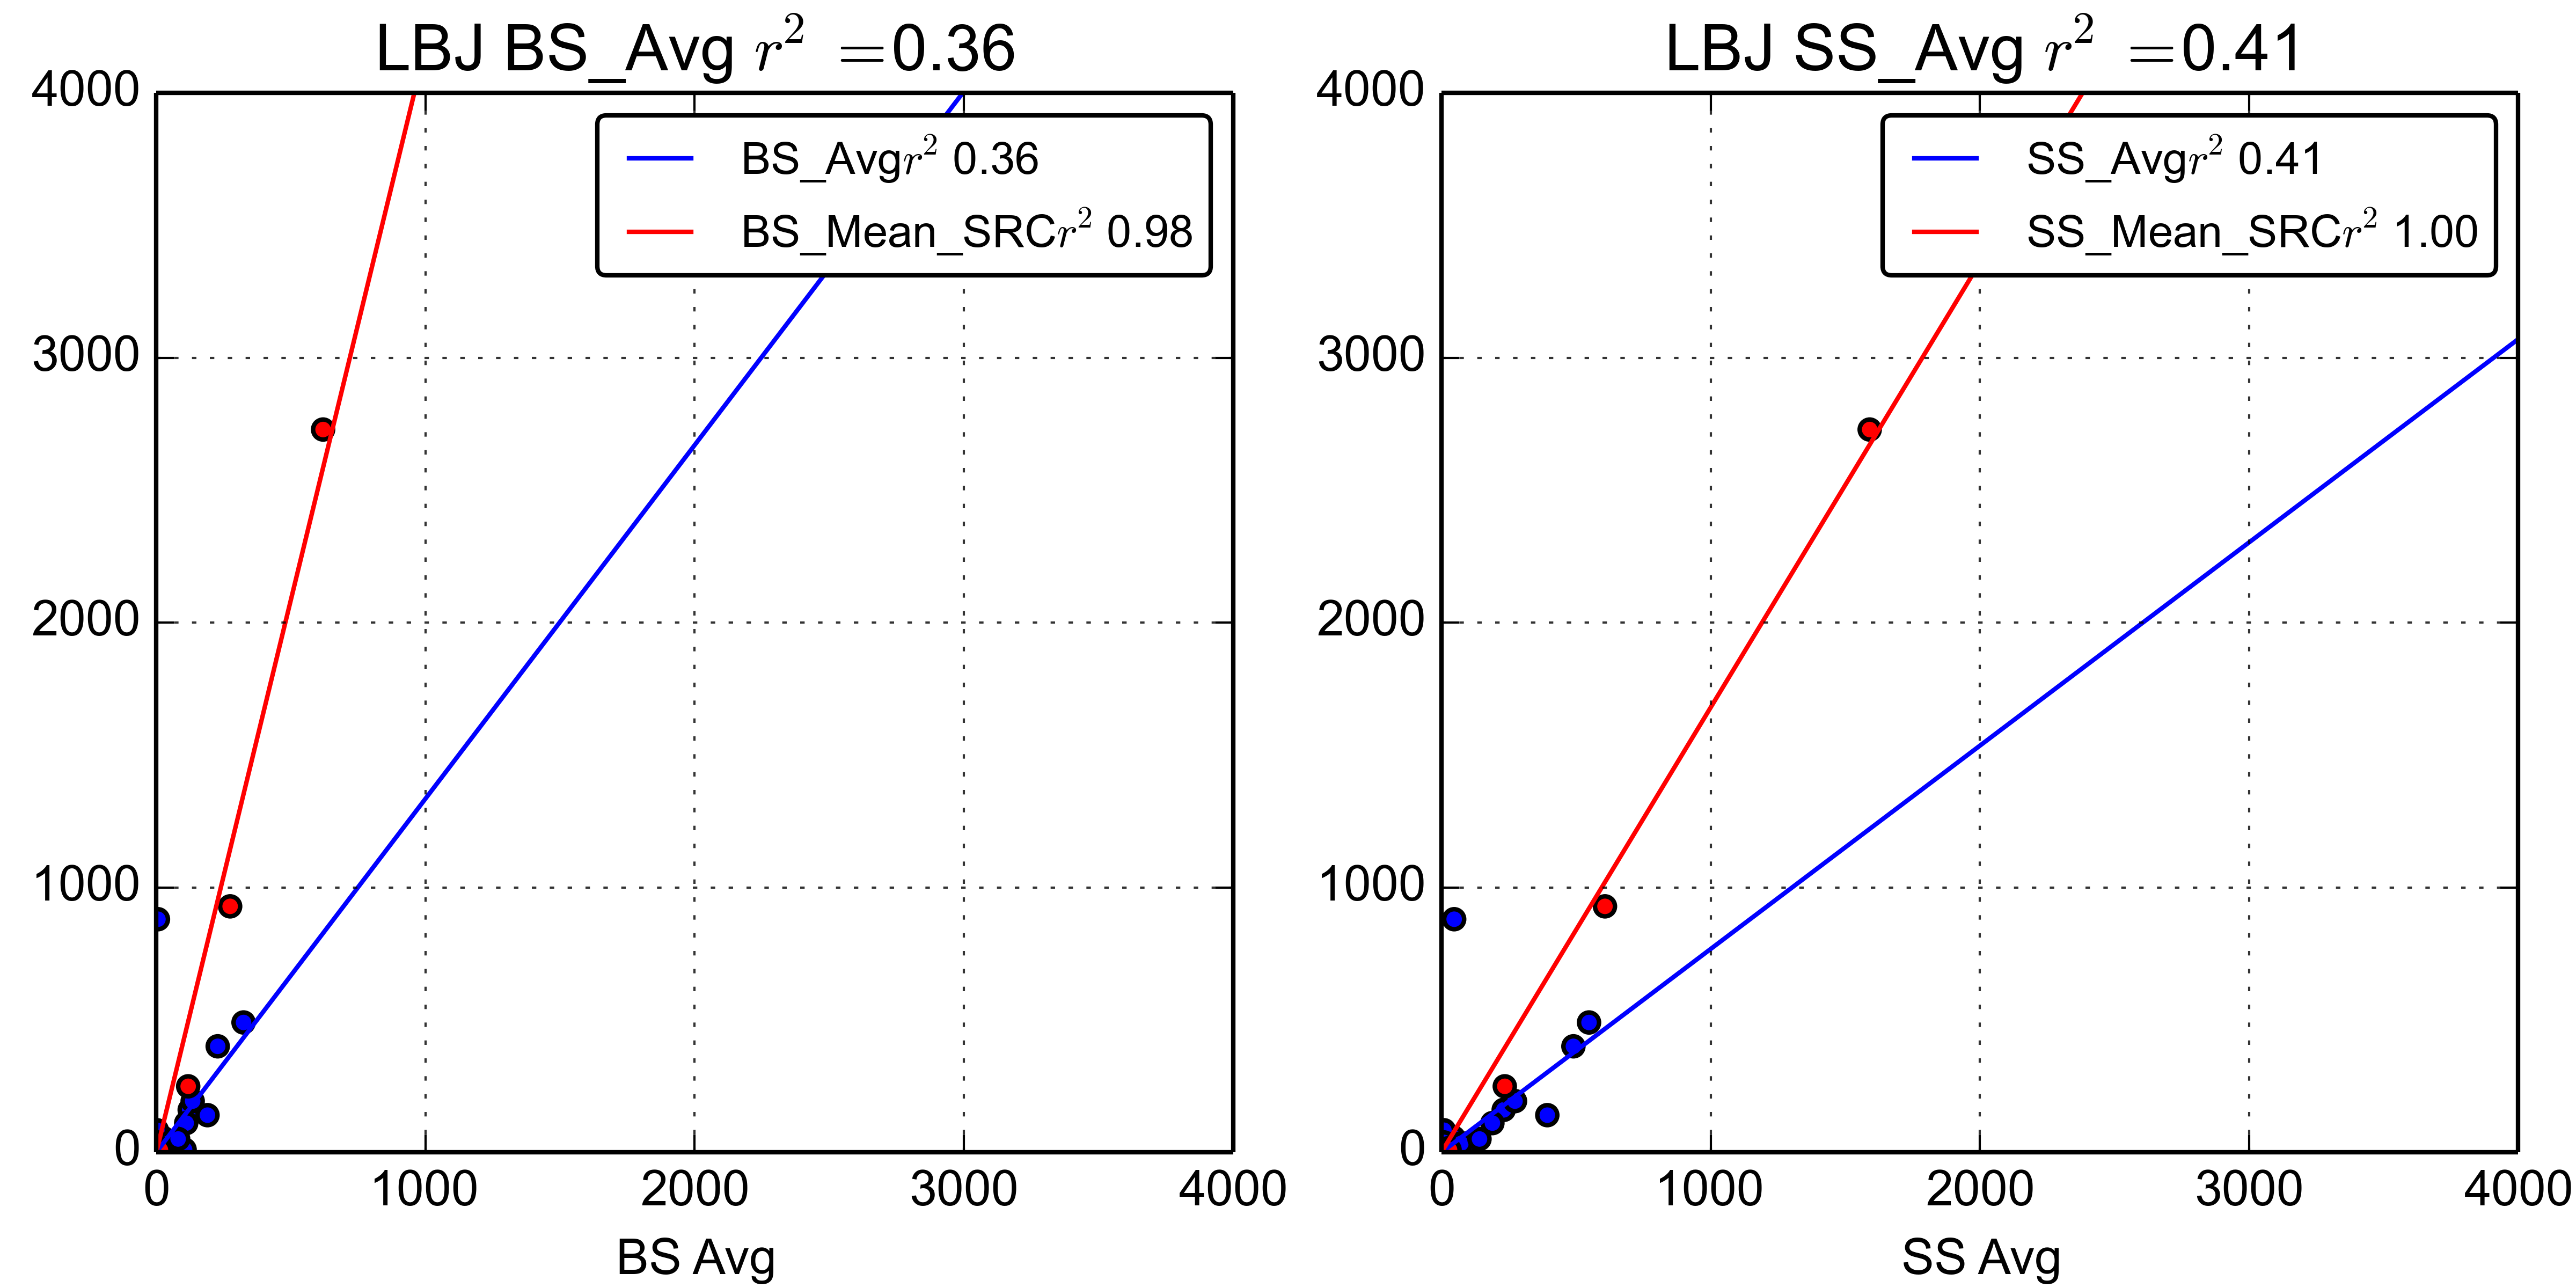 LBJ BS_Avg r² =0.36
4000
3000
2000
1000
0
BS_Avgr² 0.36
BS_Mean_SRCr² 0.98
0 1000 2000 3000 4000
BS Avg
LBJ SS_Avg r² =0.41
4000
3000
2000
1000
0
SS_Avgr² 0.41
SS_Mean_SRCr² 1.00
0 1000 2000 3000 4000
SS Avg